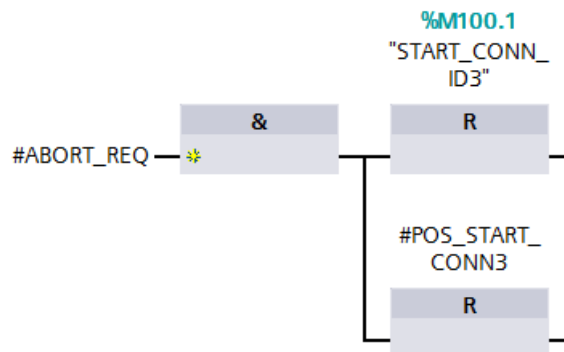 %M100.1
"START_CONN_
ID3"
&
R
#ABORT_REQ
#POS_START_
CONN3
R